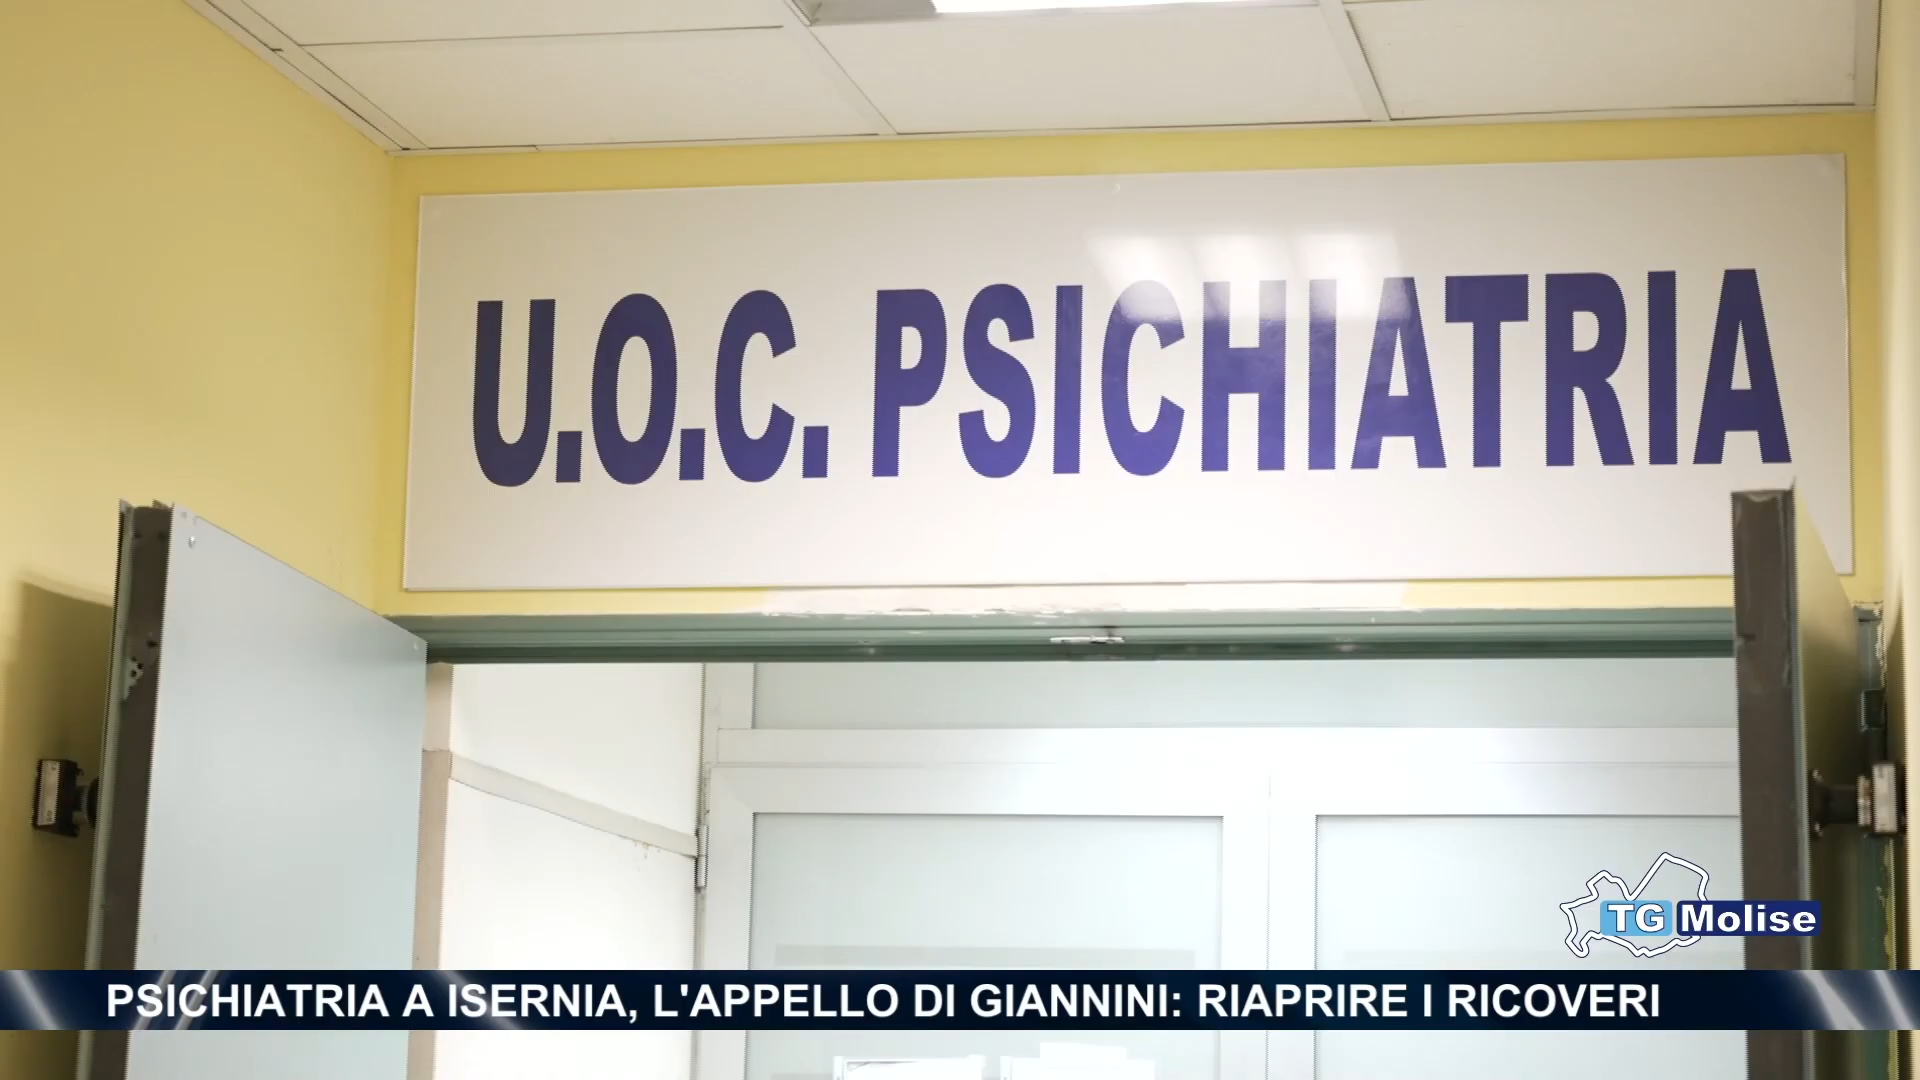 U.O.C. PSICHIATRIA
TG Molise
PSICHIATRIA A ISERNIA, L'APPELLO DI GIANNINI: RIAPRIRE I RICOVERI